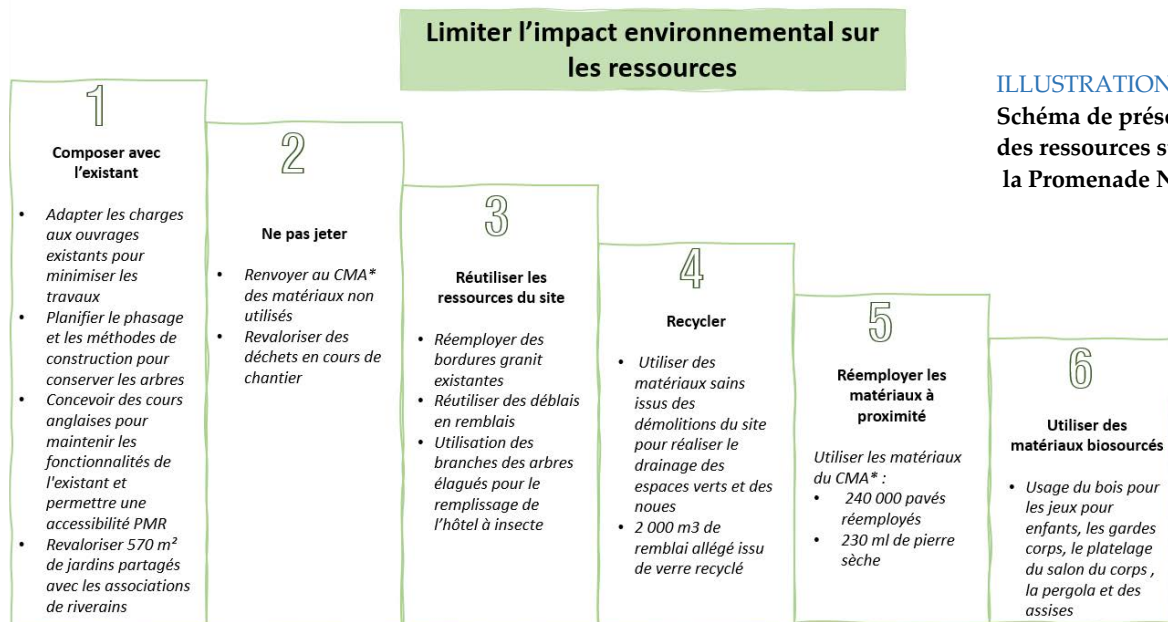 Limiter l'impact environnemental sur
les ressources
ILLUSTRATION
Schéma de prés
des ressources s
la Promenade N
1
Composer avec
l'existant
• Adapter les charges
aux ouvrages
existants pour
minimiser les
travaux
• Planifier le phasage
et les méthodes de
construction pour
conserver les arbres
• Concevoir des cours
anglaises pour
maintenir les
fonctionnalités de
l'existant et
permettre une
accessibilité PMR
• Revaloriser 570 m²
de jardins partagés
avec les associations
de riverains
2
Ne pas jeter
• Renvoyer au CMA*
des matériaux non
utilisés
• Revaloriser des
déchets en cours de
chantier
3
Réutiliser les
ressources du site
• Réemployer des
bordures granit
existantes
• Réutiliser des déblais
en remblais
• Utilisation des
branches des arbres
élagués pour le
remplissage de
l'hôtel à insecte
4
Recycler
• Utiliser des
matériaux sains
issus des
démolitions du site
pour réaliser le
drainage des
espaces verts et des
noues
• 2 000 m3 de
remblai allégé issu
de verre recyclé
5
Réemployer les
matériaux à
proximité
Utiliser les matériaux
du CMA* :
• 240 000 pavés
réemployés
• 230 ml de pierre
sèche
6
Utiliser des
matériaux biosourcés
• Usage du bois pour
les jeux pour
enfants, les gardes
corps, le platelage
du salon du corps ,
la pergola et des
assises